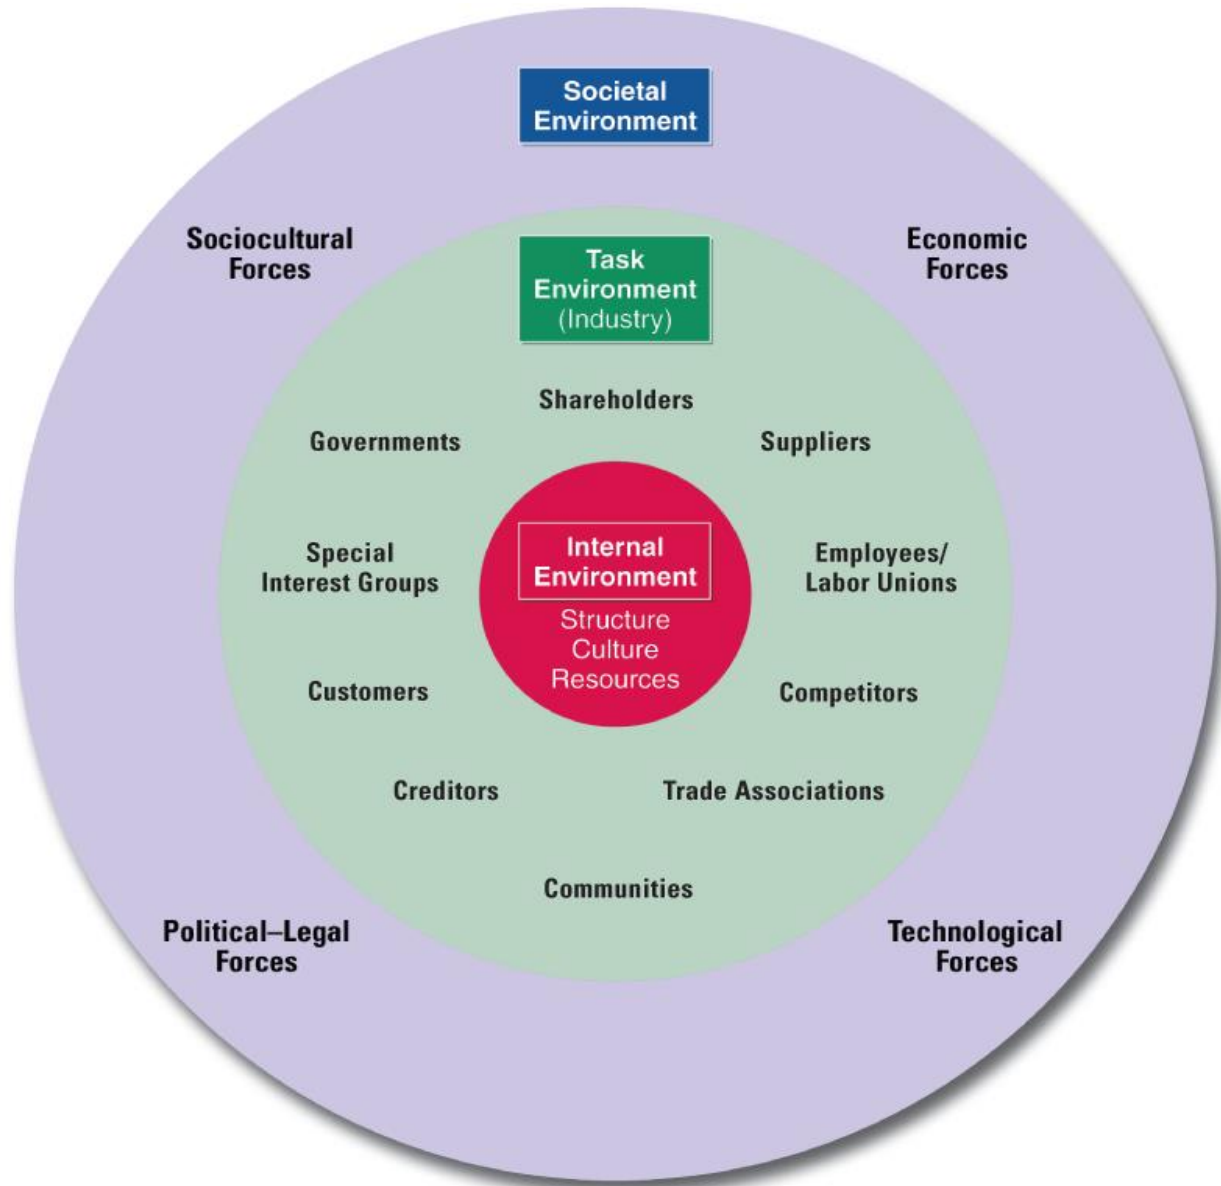 Societal
Environment
Sociocultural
Forces
Economic
Forces
Task
Environment
(Industry)
Shareholders
Governments
Suppliers
Special
Interest Groups
Internal
Environment
Structure
Culture
Resources
Employees/
Labor Unions
Customers
Competitors
Creditors
Trade Associations
Communities
Political–Legal
Forces
Technological
Forces